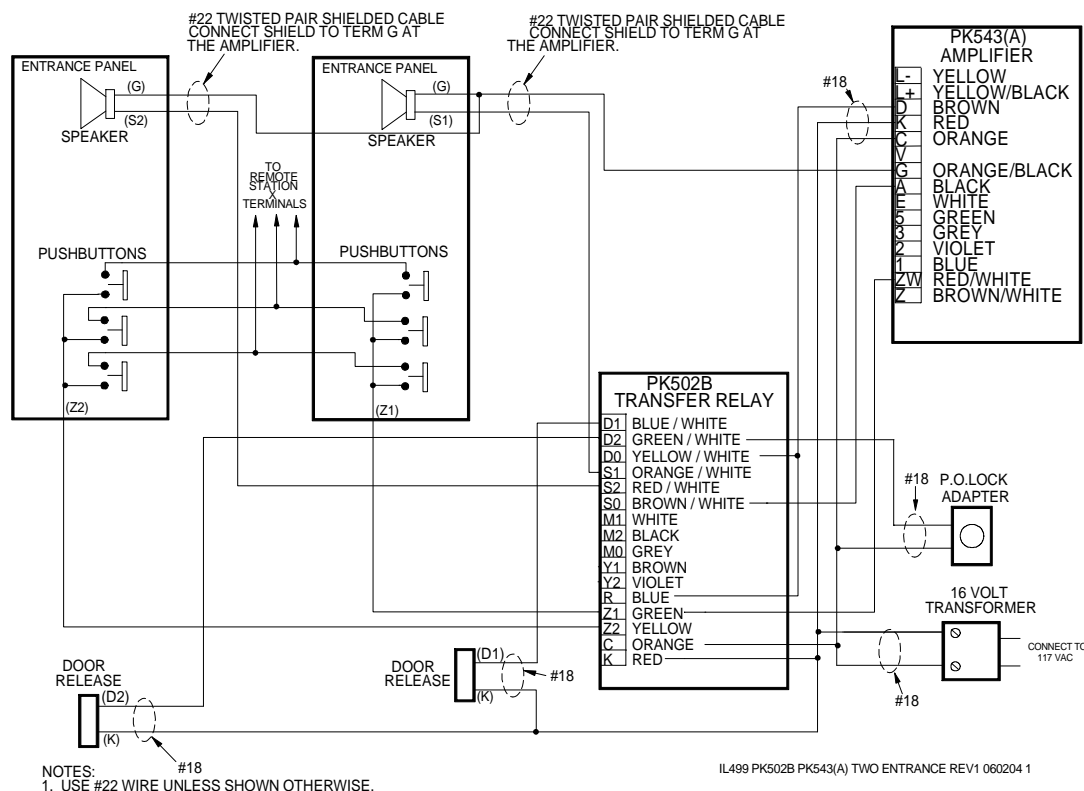 #22 TWISTED PAIR SHIELDED CABLE
CONNECT SHIELD TO TERM G AT
THE AMPLIFIER.
#22 TWISTED PAIR SHIELDED CABLE
CONNECT SHIELD TO TERM G AT
THE AMPLIFIER.
ENTRANCE PANEL
(G)
(S2)
SPEAKER
PUSHBUTTONS
(Z2)
ENTRANCE PANEL
(G)
(S1)
SPEAKER
PUSHBUTTONS
(Z1)
TO
REMOTE
STATION
X
TERMINALS
#18
PK543(A)
AMPLIFIER
L- YELLOW
L+ YELLOW/BLACK
D BROWN
K RED
C ORANGE
V
G ORANGE/BLACK
A BLACK
E WHITE
5 GREEN
3 GREY
2 VIOLET
1 BLUE
ZW RED/WHITE
Z BROWN/WHITE
PK502B
TRANSFER RELAY
D1 BLUE / WHITE
D2 GREEN / WHITE
D0 YELLOW / WHITE
S1 ORANGE / WHITE
S2 RED / WHITE
S0 BROWN / WHITE
M1 WHITE
M2 BLACK
M0 GREY
Y1 BROWN
Y2 VIOLET
R BLUE
Z1 GREEN
Z2 YELLOW
C ORANGE
K RED
#18
P.O.LOCK
ADAPTER
16 VOLT
TRANSFORMER
CONNECT TO
117 VAC
#18
DOOR
RELEASE
(D1)
(K)
#18
DOOR
RELEASE
(D2)
(K)
#18
NOTES:
1. USE #22 WIRE UNLESS SHOWN OTHERWISE.
IL499 PK502B PK543(A) TWO ENTRANCE REV1 060204 1